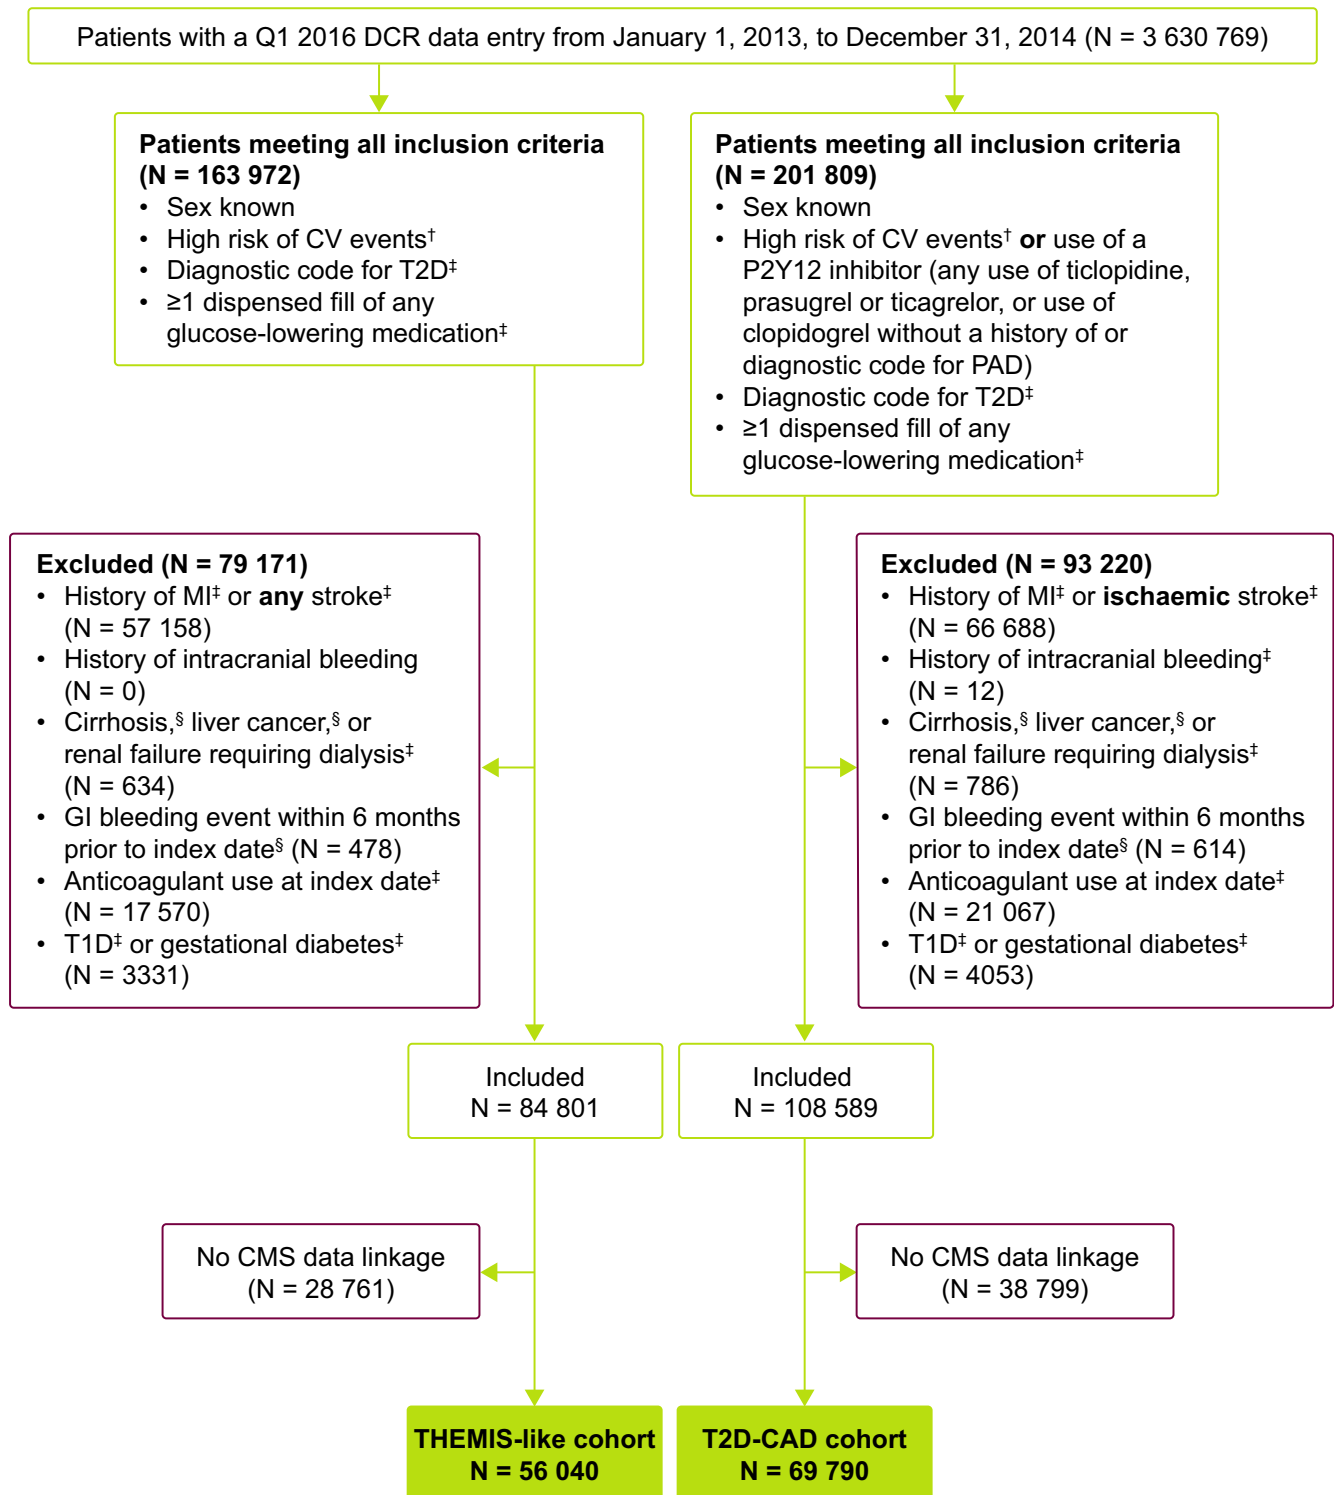 Patients with a Q1 2016 DCR data entry from January 1, 2013, to December 31, 2014 (N = 3 630 769)
Patients meeting all inclusion criteria
(N = 163 972)
• Sex known
• High risk of CV events†
• Diagnostic code for T2D‡
• ≥1 dispensed fill of any
glucose-lowering medication‡
Patients meeting all inclusion criteria
(N = 201 809)
• Sex known
• High risk of CV events† or use of a
P2Y12 inhibitor (any use of ticlopidine,
prasugrel or ticagrelor, or use of
clopidogrel without a history of or
diagnostic code for PAD)
• Diagnostic code for T2D‡
• ≥1 dispensed fill of any
glucose-lowering medication‡
Excluded (N = 79 171)
• History of MI‡ or any stroke‡
(N = 57 158)
• History of intracranial bleeding
(N = 0)
• Cirrhosis,§ liver cancer,§ or
renal failure requiring dialysis‡
(N = 634)
• GI bleeding event within 6 months
prior to index date§ (N = 478)
• Anticoagulant use at index date‡
(N = 17 570)
• T1D‡ or gestational diabetes‡
(N = 3331)
Excluded (N = 93 220)
• History of MI‡ or ischaemic stroke‡
(N = 66 688)
• History of intracranial bleeding‡
(N = 12)
• Cirrhosis,§ liver cancer,§ or
renal failure requiring dialysis‡
(N = 786)
• GI bleeding event within 6 months
prior to index date§ (N = 614)
• Anticoagulant use at index date‡
(N = 21 067)
• T1D‡ or gestational diabetes‡
(N = 4053)
Included
N = 84 801
Included
N = 108 589
No CMS data linkage
(N = 28 761)
No CMS data linkage
(N = 38 799)
THEMIS-like cohort
N = 56 040
T2D-CAD cohort
N = 69 790